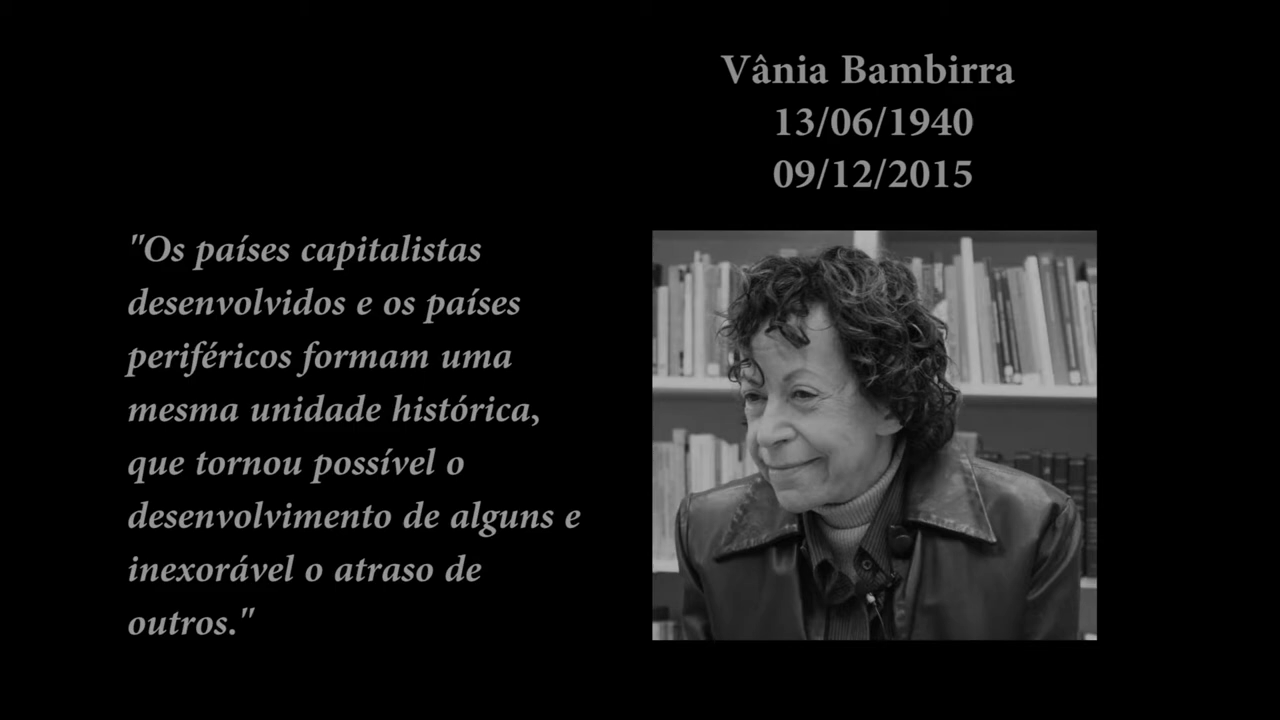 Vânia Bambirra
13/06/1940
09/12/2015
"Os países capitalistas
desenvolvidos e os países
periféricos formam uma
mesma unidade histórica,
que tornou possível o
desenvolvimento de alguns e
inexorável o atraso de
outros."